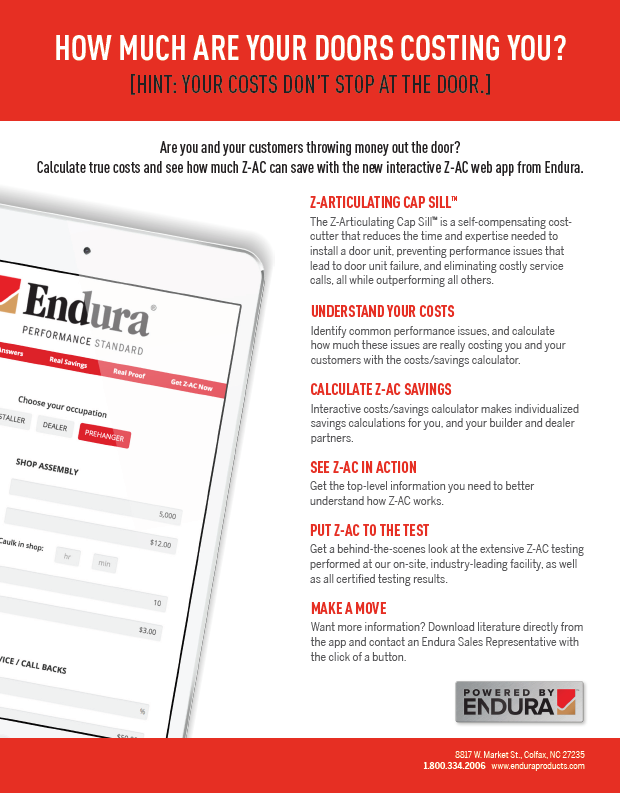 HOW MUCH ARE YOUR DOORS COSTING YOU?
[HINT: YOUR COSTS DON'T STOP AT THE DOOR.]
Are you and your customers throwing money out the door?
Calculate true costs and see how much Z-AC can save with the new interactive Z-AC web app from Endura.
Endura®
PERFORMANCE STANDARD
Answers Real Savings Real Proof Get Z-AC Now
Choose your occupation
STALLER DEALER PREHANGER
SHOP ASSEMBLY
5,000
$12.00
Caulk in shop: hr min
10
$3.00
VICE / CALL BACKS
%
Z-ARTICULATING CAP SILL™
The Z-Articulating Cap Sill™ is a self-compensating cost-
cutter that reduces the time and expertise needed to
install a door unit, preventing performance issues that
lead to door unit failure, and eliminating costly service
calls, all while outperforming all others.
UNDERSTAND YOUR COSTS
Identify common performance issues, and calculate
how much these issues are really costing you and your
customers with the costs/savings calculator.
CALCULATE Z-AC SAVINGS
Interactive costs/savings calculator makes individualized
savings calculations for you, and your builder and dealer
partners.
SEE Z-AC IN ACTION
Get the top-level information you need to better
understand how Z-AC works.
PUT Z-AC TO THE TEST
Get a behind-the-scenes look at the extensive Z-AC testing
performed at our on-site, industry-leading facility, as well
as all certified testing results.
MAKE A MOVE
Want more information? Download literature directly from
the app and contact an Endura Sales Representative with
the click of a button.
POWERED BY
ENDURA
8817 W. Market St., Colfax, NC 27235
1.800.334.2006 www.enduraproducts.com